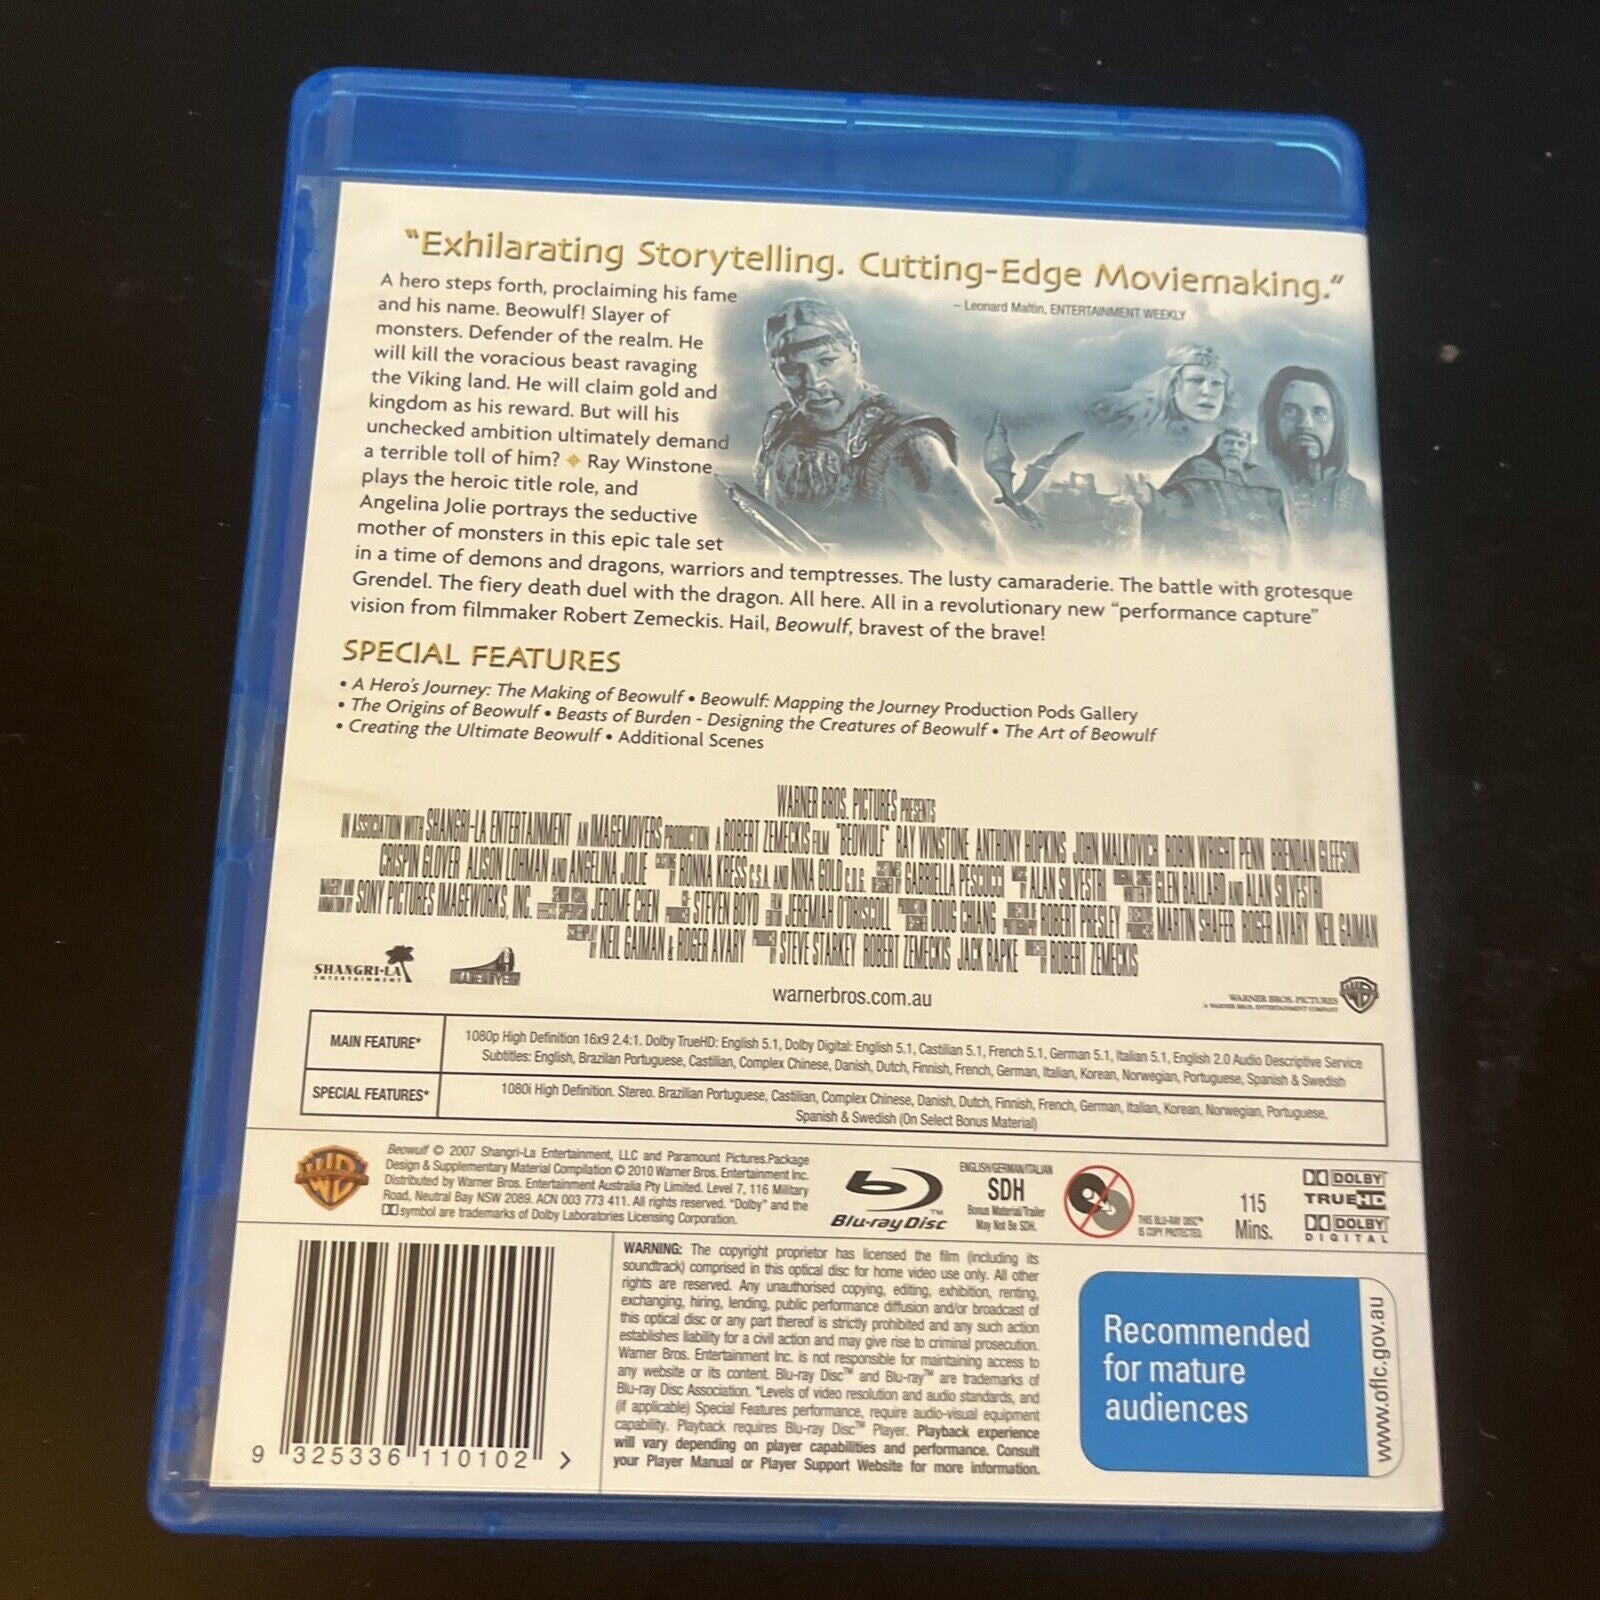 "Exhilarating Storytelling. Cutting-Edge Moviemaking."
– Leonard Maltin, ENTERTAINMENT WEEKLY
A hero steps forth, proclaiming his fame
and his name. Beowulf! Slayer of
monsters. Defender of the realm. He
will kill the voracious beast ravaging
the Viking land. He will claim gold and
kingdom as his reward. But will his
unchecked ambition ultimately demand
a terrible toll of him? Ray Winstone
plays the heroic title role, and
Angelina Jolie portrays the seductive
mother of monsters in this epic tale set
in a time of demons and dragons, warriors and temptresses. The lusty camaraderie. The battle with grotesque
Grendel. The fiery death duel with the dragon. All here. All in a revolutionary new "performance capture"
vision from filmmaker Robert Zemeckis. Hail, Beowulf, bravest of the brave!
SPECIAL FEATURES
• A Hero's Journey: The Making of Beowulf • Beowulf: Mapping the Journey Production Pods Gallery
• The Origins of Beowulf • Beasts of Burden - Designing the Creatures of Beowulf • The Art of Beowulf
• Creating the Ultimate Beowulf • Additional Scenes
WARNER BROS. PICTURES PRESENTS
IN ASSOCIATION WITH SHANGRI-LA ENTERTAINMENT AN IMAGEMOVERS PRODUCTION A ROBERT ZEMECKIS FILM "BEOWULF" RAY WINSTONE ANTHONY HOPKINS JOHN MALKOVICH ROBIN WRIGHT PENN BRENDAN GLEESON
CRISPIN GLOVER ALISON LOHMAN AND ANGELINA JOLIE CASTING BY RONNA KRESS C.S.A. AND NINA GOLD C.D.G. GABRIELLA PESCUCCI ALAN SILVESTRI GLEN BALLARD AND ALAN SILVESTRI
SONY PICTURES IMAGEWORKS, INC. JEROME CHEN STEVEN BOYD JEREMIAH O'DRISCOLL DOUG CHIANG ROBERT PRESLEY MARTIN SHAFER ROGER AVARY NEIL GAIMAN
SCREENPLAY BY NEIL GAIMAN & ROGER AVARY STEVE STARKEY ROBERT ZEMECKIS JACK RAPKE ROBERT ZEMECKIS
SHANGRI-LA
ENTERTAINMENT
IMAGEMOVERS
warnerbros.com.au
WARNER BROS. PICTURES
A WARNER BROS. ENTERTAINMENT COMPANY
MAIN FEATURE*
1080p High Definition 16x9 2.4:1. Dolby TrueHD: English 5.1, Dolby Digital: English 5.1, Castilian 5.1, French 5.1, German 5.1, Italian 5.1, English 2.0 Audio Descriptive Service
Subtitles: English, Brazilan Portuguese, Castilian, Complex Chinese, Danish, Dutch, Finnish, French, German, Italian, Korean, Norwegian, Portuguese, Spanish & Swedish
SPECIAL FEATURES*
1080i High Definition. Stereo. Brazilian Portuguese, Castilian, Complex Chinese, Danish, Dutch, Finnish, French, German, Italian, Korean, Norwegian, Portuguese,
Spanish & Swedish (On Select Bonus Material)
Beowulf © 2007 Shangri-La Entertainment, LLC and Paramount Pictures.Package
Design & Supplementary Material Compilation © 2010 Warner Bros. Entertainment Inc.
Distributed by Warner Bros. Entertainment Australia Pty Limited. Level 7, 116 Military
Road, Neutral Bay NSW 2089. ACN 003 773 411. All rights reserved. "Dolby" and the
symbol are trademarks of Dolby Laboratories Licensing Corporation.
Blu-ray Disc™
ENGLISH/GERMAN/ITALIAN
SDH
Bonus Material/Trailer
May Not Be SDH.
THIS BLU-RAY DISC™
IS COPY PROTECTED.
115
Mins.
DOLBY
TRUEHD
DOLBY
DIGITAL
WARNING: The copyright proprietor has licensed the film (including its
soundtrack) comprised in this optical disc for home video use only. All other
rights are reserved. Any unauthorised copying, editing, exhibition, renting,
exchanging, hiring, lending, public performance diffusion and/or broadcast of
this optical disc or any part thereof is strictly prohibited and any such action
establishes liability for a civil action and may give rise to criminal prosecution.
Warner Bros. Entertainment Inc. is not responsible for maintaining access to
any website or its content. Blu-ray Disc™ and Blu-ray™ are trademarks of
Blu-ray Disc Association. *Levels of video resolution and audio standards, and
(if applicable) Special Features performance, require audio-visual equipment
capability. Playback requires Blu-ray Disc™ Player. Playback experience
will vary depending on player capabilities and performance. Consult
your Player Manual or Player Support Website for more information.
9 325336 110102 >
Recommended
for mature
audiences
www.oflc.gov.au